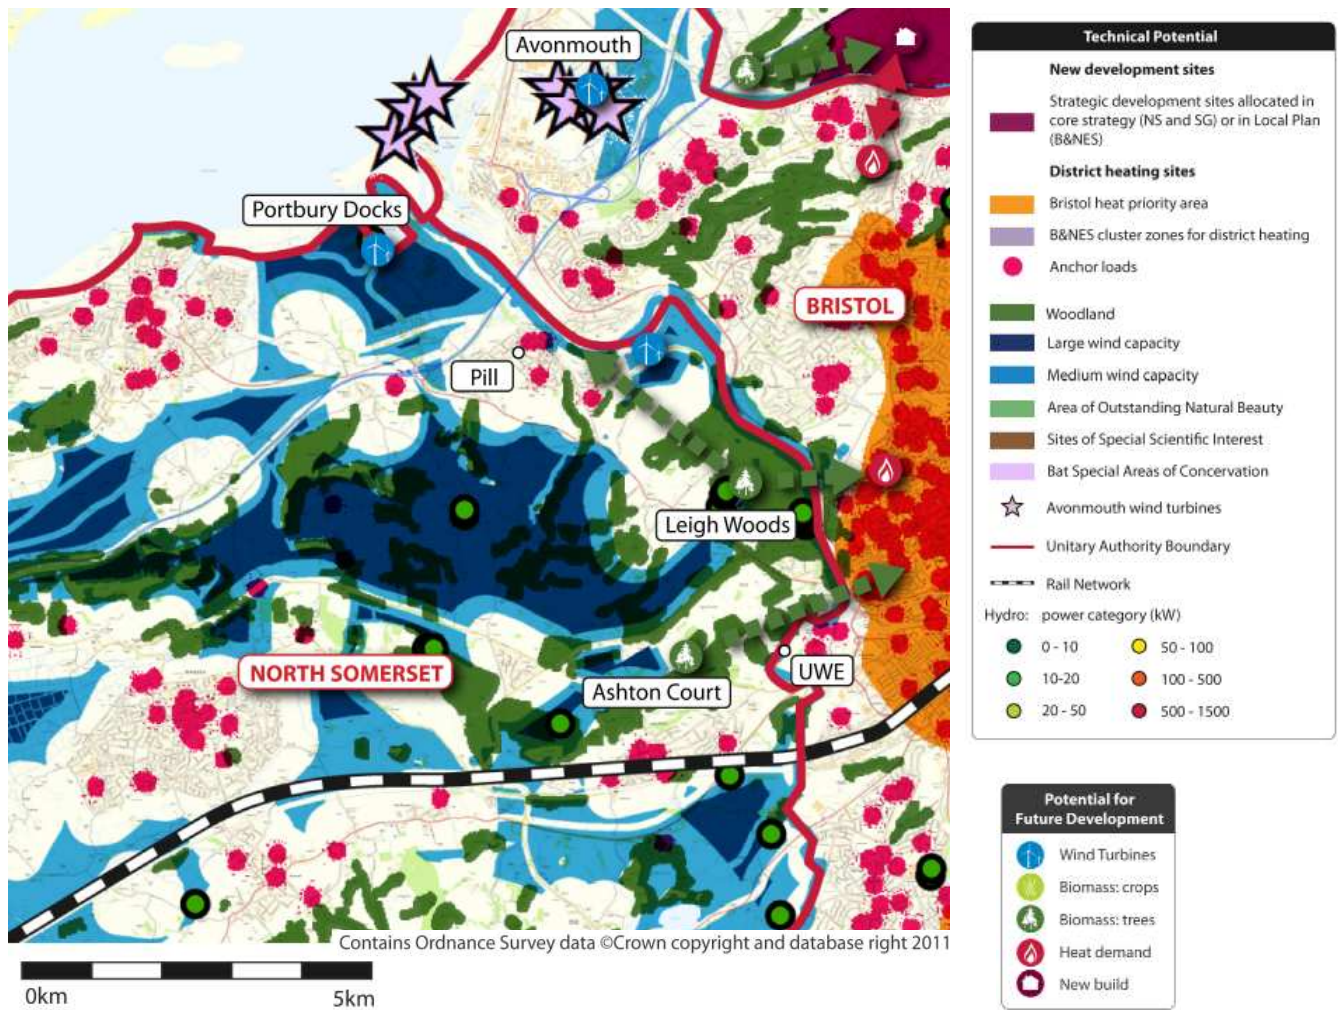 Avonmouth
Portbury Docks
BRISTOL
Pill
Leigh Woods
NORTH SOMERSET
UWE
Ashton Court
Contains Ordnance Survey data ©Crown copyright and database right 2011
0km
5km
Technical Potential
New development sites
Strategic development sites allocated in
core strategy (NS and SG) or in Local Plan
(B&NES)
District heating sites
Bristol heat priority area
B&NES cluster zones for district heating
Anchor loads
Woodland
Large wind capacity
Medium wind capacity
Area of Outstanding Natural Beauty
Sites of Special Scientific Interest
Bat Special Areas of Concervation
Avonmouth wind turbines
Unitary Authority Boundary
Rail Network
Hydro: power category (kW)
0 - 10
50 - 100
10-20
100 - 500
20 - 50
500 - 1500
Potential for
Future Development
Wind Turbines
Biomass: crops
Biomass: trees
Heat demand
New build